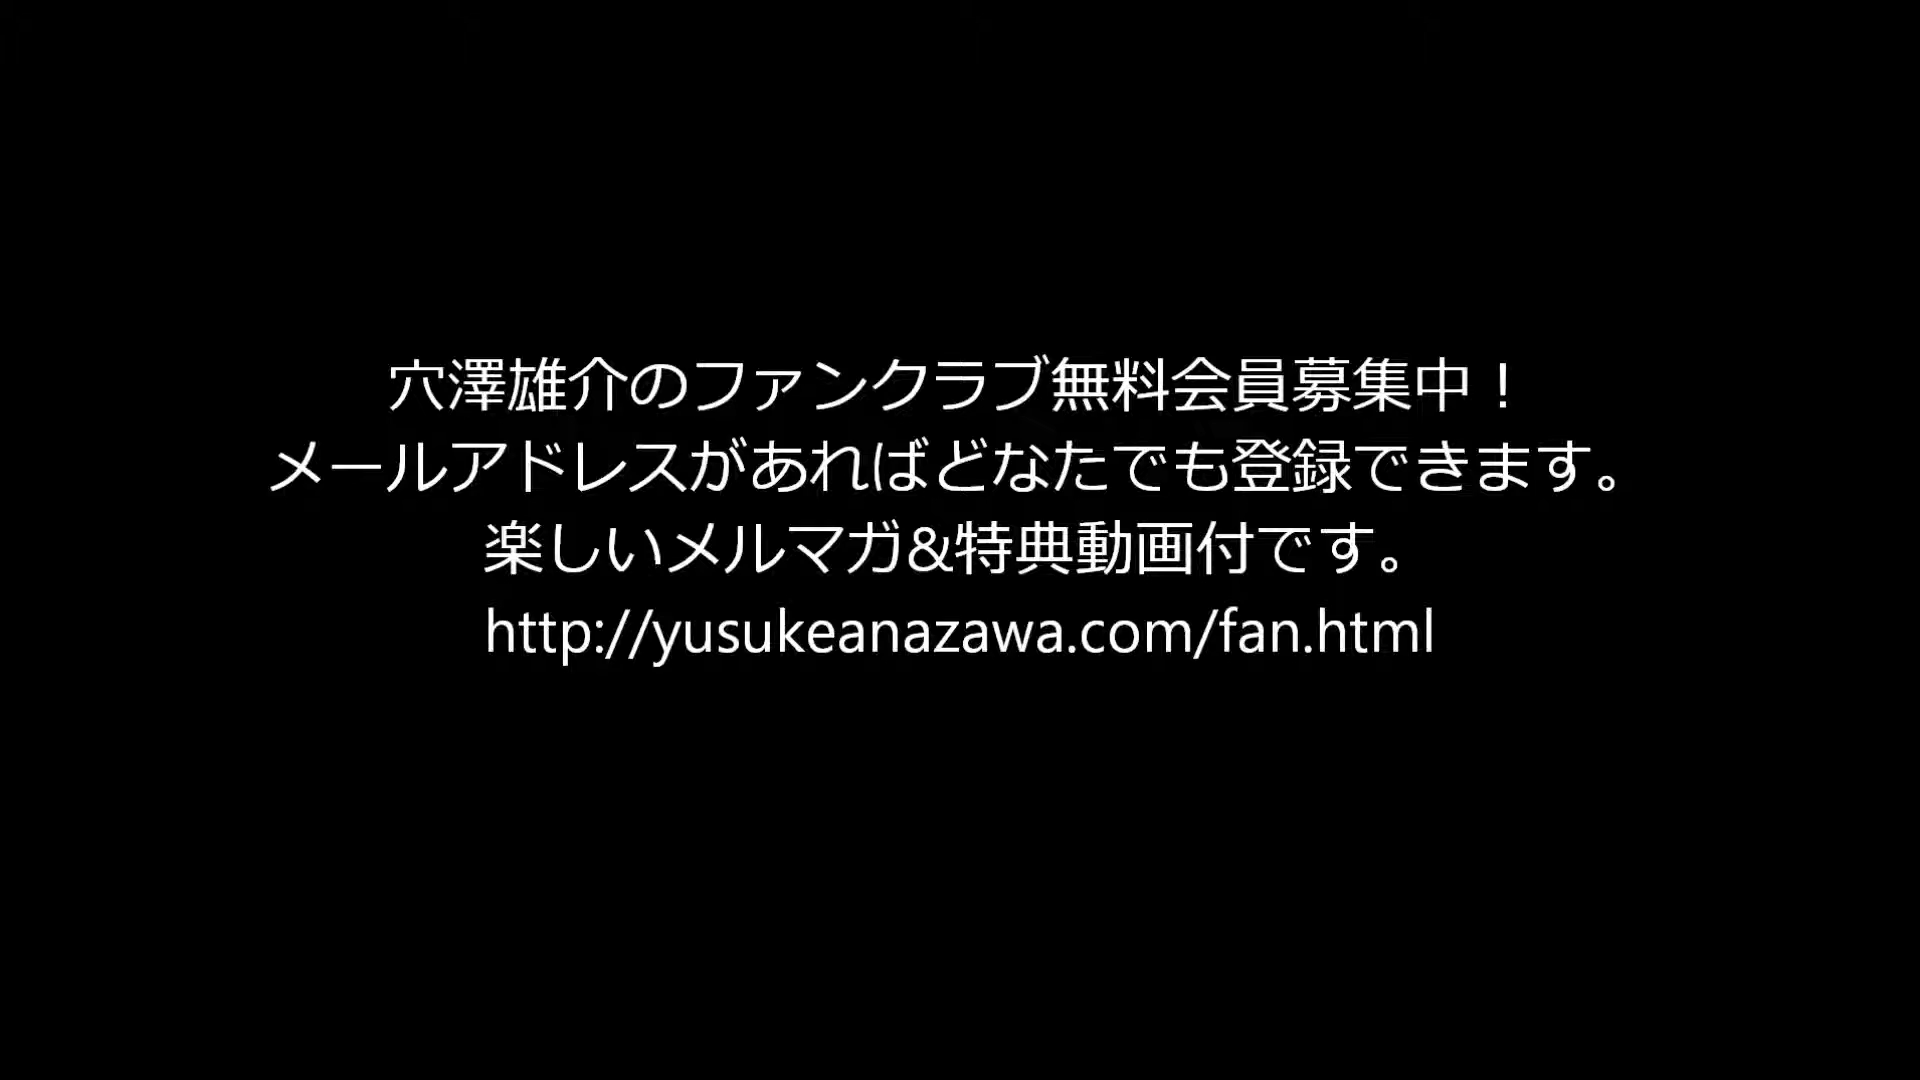 穴澤雄介のファンクラブ無料会員募集中！
メールアドレスがあればどなたでも登録できます。
楽しいメルマガ&特典動画付です。
http://yusukeanazawa.com/fan.html